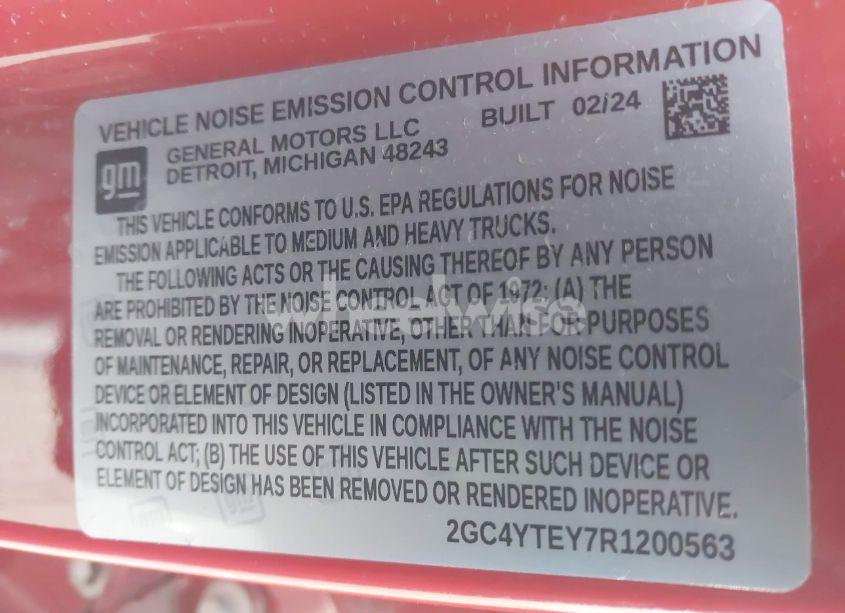 VEHICLE NOISE EMISSION CONTROL INFORMATION
gm
GENERAL MOTORS LLC BUILT 02/24
DETROIT, MICHIGAN 48243
THIS VEHICLE CONFORMS TO U.S. EPA REGULATIONS FOR NOISE
EMISSION APPLICABLE TO MEDIUM AND HEAVY TRUCKS.
THE FOLLOWING ACTS OR THE CAUSING THEREOF BY ANY PERSON
ARE PROHIBITED BY THE NOISE CONTROL ACT OF 1972: (A) THE
REMOVAL OR RENDERING INOPERATIVE, OTHER THAN FOR PURPOSES
OF MAINTENANCE, REPAIR, OR REPLACEMENT, OF ANY NOISE CONTROL
DEVICE OR ELEMENT OF DESIGN (LISTED IN THE OWNER'S MANUAL)
INCORPORATED INTO THIS VEHICLE IN COMPLIANCE WITH THE NOISE
CONTROL ACT; (B) THE USE OF THIS VEHICLE AFTER SUCH DEVICE OR
ELEMENT OF DESIGN HAS BEEN REMOVED OR RENDERED INOPERATIVE.
2GC4YTEY7R1200563
wheelwise